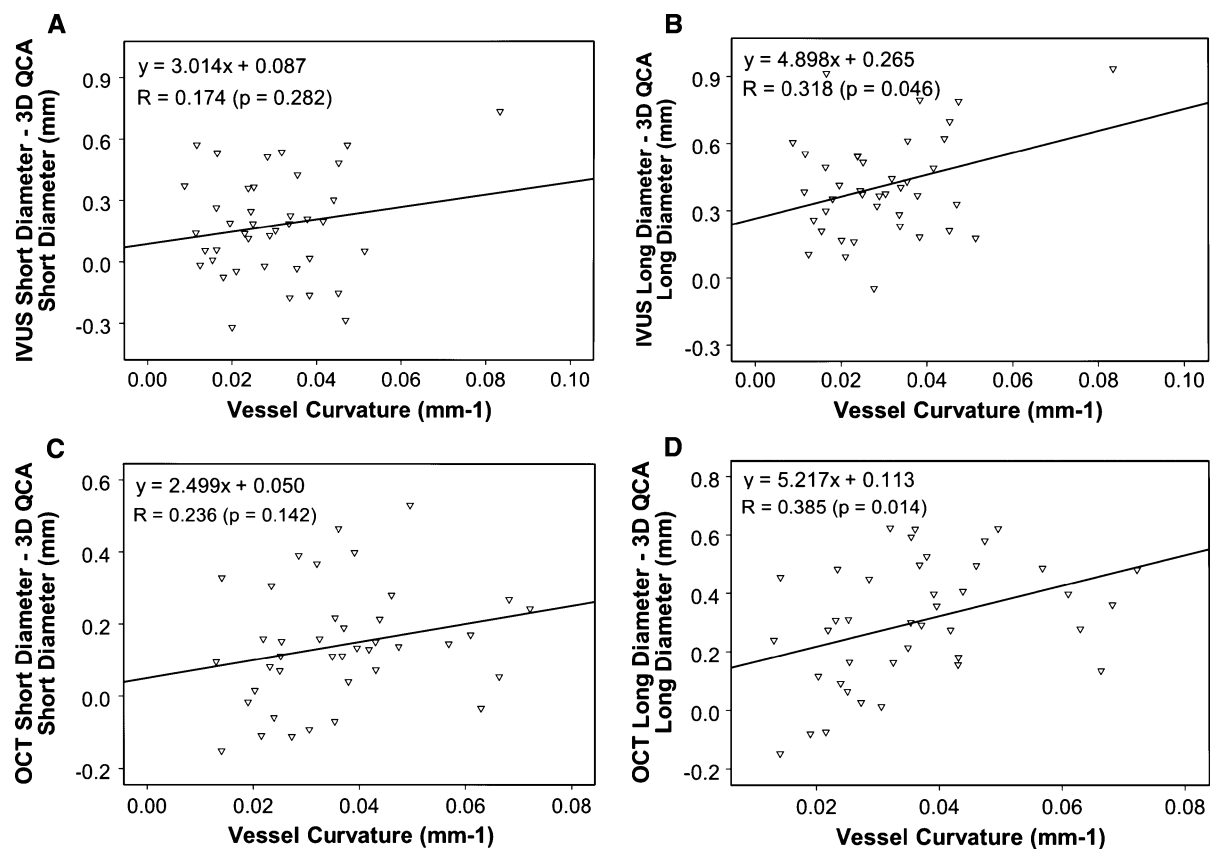 A
IVUS Short Diameter - 3D QCA
Short Diameter (mm)
y = 3.014x + 0.087
R = 0.174 (p = 0.282)
0.9
0.6
0.3
0.0
-0.3
0.00 0.02 0.04 0.06 0.08 0.10
Vessel Curvature (mm-1)
B
IVUS Long Diameter - 3D QCA
Long Diameter (mm)
y = 4.898x + 0.265
R = 0.318 (p = 0.046)
0.9
0.6
0.3
0.0
-0.3
0.00 0.02 0.04 0.06 0.08 0.10
Vessel Curvature (mm-1)
C
OCT Short Diameter - 3D QCA
Short Diameter (mm)
y = 2.499x + 0.050
R = 0.236 (p = 0.142)
0.6
0.4
0.2
0.0
-0.2
0.00 0.02 0.04 0.06 0.08
Vessel Curvature (mm-1)
D
OCT Long Diameter - 3D QCA
Long Diameter (mm)
y = 5.217x + 0.113
R = 0.385 (p = 0.014)
0.8
0.6
0.4
0.2
0.0
-0.2
0.02 0.04 0.06 0.08
Vessel Curvature (mm-1)